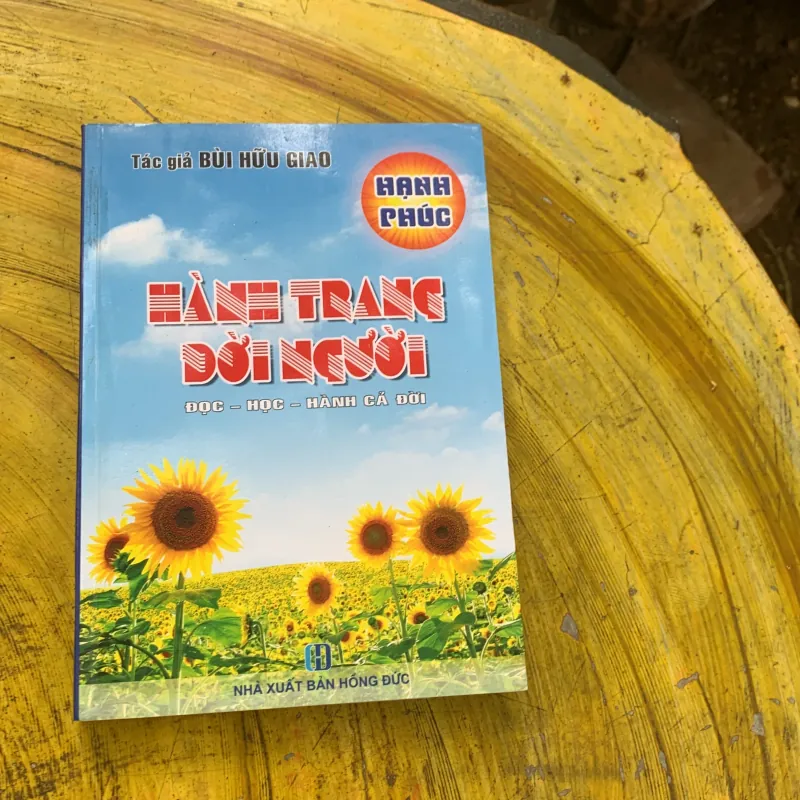 Tác giả BÙI HỮU GIAO
HẠNH
PHÚC
HÀNH TRANG
ĐỜI NGƯỜI
ĐỌC – HỌC – HÀNH CẢ ĐỜI
NHÀ XUẤT BẢN HỒNG ĐỨC